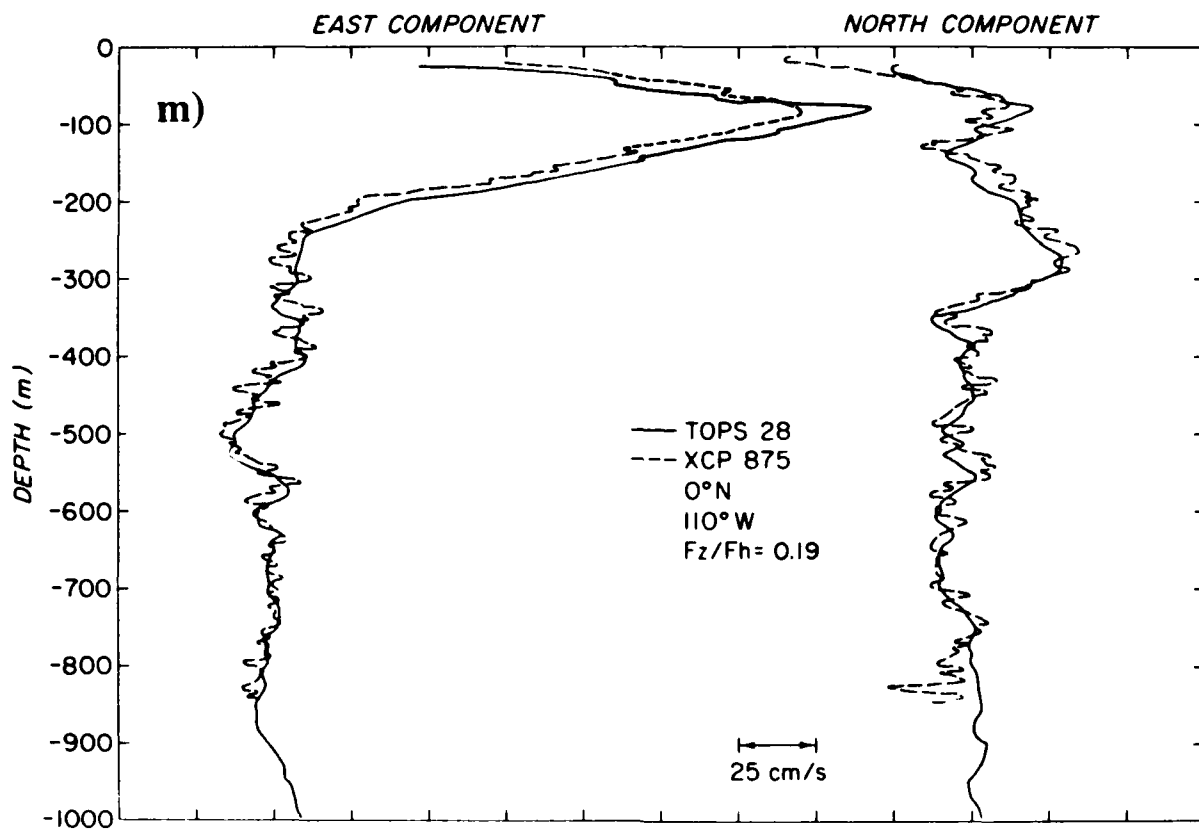 EAST COMPONENT
NORTH COMPONENT
m)
0
-100
-200
-300
-400
-500
-600
-700
-800
-900
-1000
DEPTH (m)
TOPS 28
XCP 875
0°N
110°W
Fz/Fh= 0.19
25 cm/s